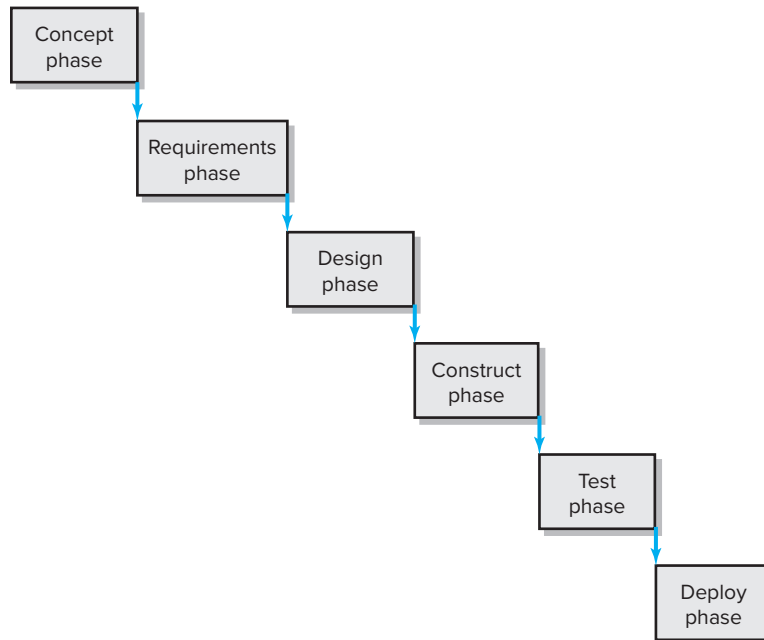 Concept
phase
Requirements
phase
Design
phase
Construct
phase
Test
phase
Deploy
phase